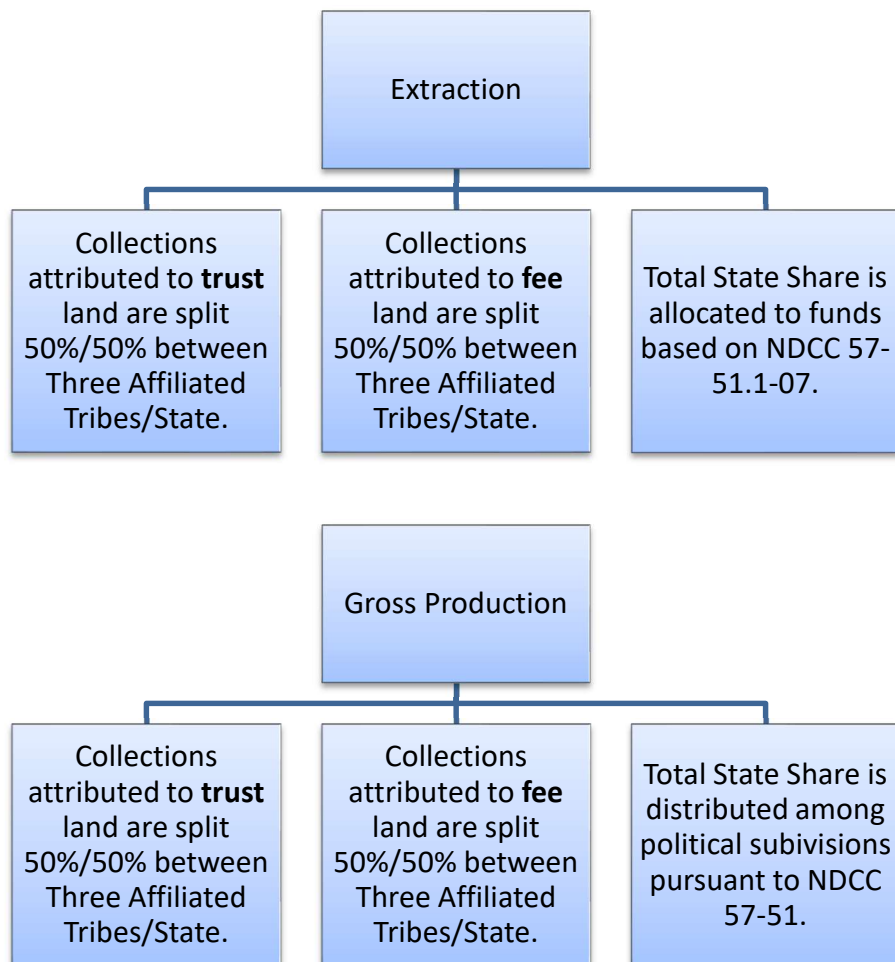 Extraction
Collections
attributed to trust
land are split
50%/50% between
Three Affiliated
Tribes/State.
Collections
attributed to fee
land are split
50%/50% between
Three Affiliated
Tribes/State.
Total State Share is
allocated to funds
based on NDCC 57-
51.1-07.
Gross Production
Collections
attributed to trust
land are split
50%/50% between
Three Affiliated
Tribes/State.
Collections
attributed to fee
land are split
50%/50% between
Three Affiliated
Tribes/State.
Total State Share is
distributed among
political subivisions
pursuant to NDCC
57-51.